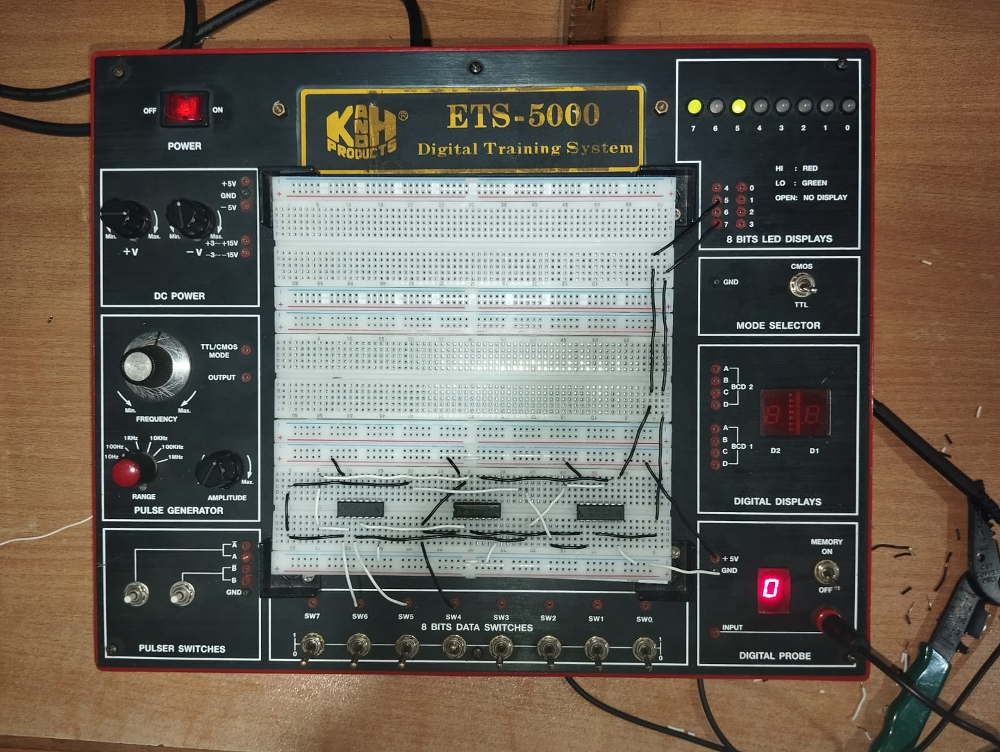 KANDH PRODUCTS ®
ETS-5000
Digital Training System
OFF
ON
POWER
7 6 5 4 3 2 1 0
HI : RED
LO : GREEN
OPEN: NO DISPLAY
4 0
5 1
6 2
7 3
8 BITS LED DISPLAYS
+5V
GND
-5V
Min. Max. Min. Max.
+3~+15V
-3~-15V
+V -V
DC POWER
GND
CMOS
TTL
MODE SELECTOR
TTL/CMOS
MODE
OUTPUT
Min. Max.
FREQUENCY
1KHz 10KHz
100Hz 100KHz
10Hz 1MHz
Max.
RANGE
AMPLITUDE
PULSE GENERATOR
A
B
BCD 2
C
D
A
B
BCD 1
C
D
D2 D1
DIGITAL DISPLAYS
A
A
B
B
GND
PULSER SWITCHES
SW7 SW6 SW5 SW4 SW3 SW2 SW1 SW0
8 BITS DATA SWITCHES
1 1
0 0
+5V
GND
MEMORY
ON
OFF
0
INPUT
DIGITAL PROBE